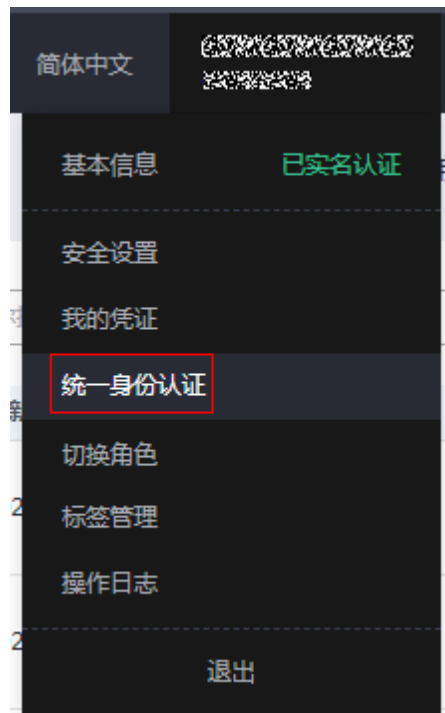 简体中文
基本信息 已实名认证
安全设置
我的凭证
统一身份认证
切换角色
标签管理
操作日志
退出